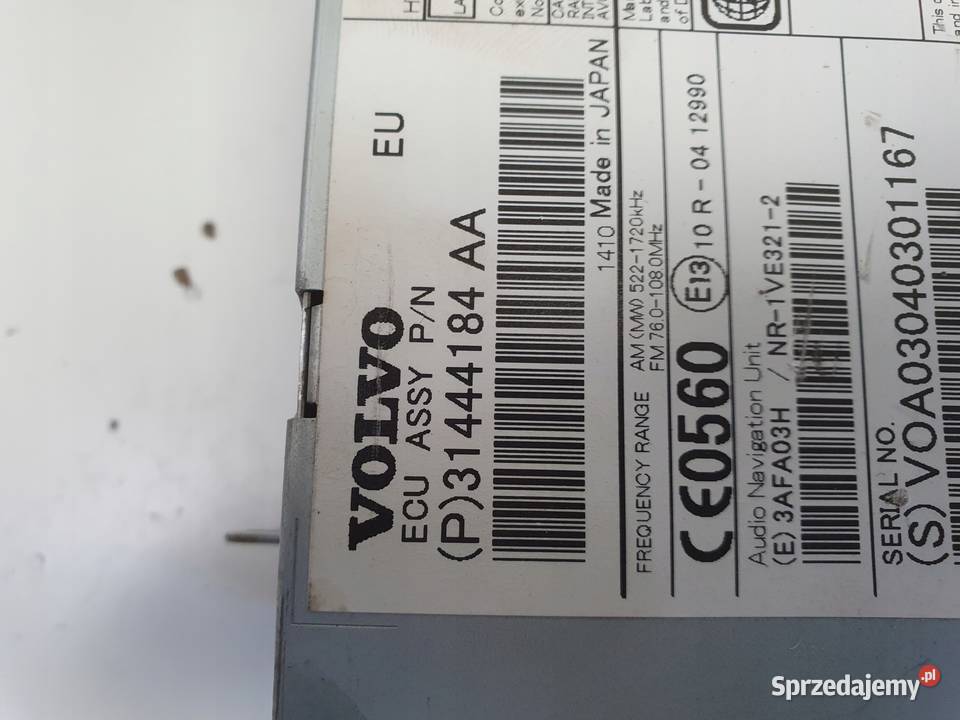 VOLVO EU
ECU ASSY P/N
(P)31444184 AA
1410 Made in JAPAN
FREQUENCY RANGE AM (MW) 522-1720kHz
FM 76.0-108.0MHz
CE0560 E13 10 R - 04 12990
Audio Navigation Unit
(E) 3AFA03H / NR-1VE321-2
SERIAL NO.
(S) VOA03040301167
Sprzedajemy.pl